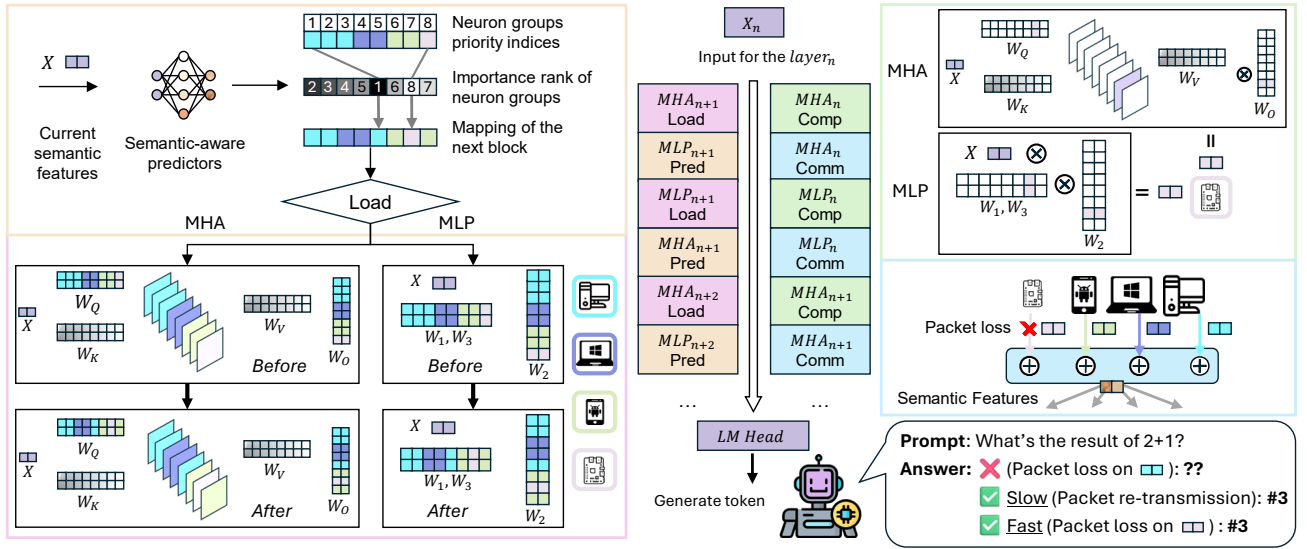 1 2 3 4 5 6 7 8
Neuron groups
priority indices
X
2 3 4 5 1 6 8 7
Importance rank of
neuron groups
Current
semantic
features
Semantic-aware
predictors
Mapping of the
next block
Load
MHA
MLP
X
W_Q
W_K
W_V
W_O
Before
X
W_1, W_3
Before
W_2
X
W_Q
W_K
W_V
W_O
After
X
W_1, W_3
After
W_2
X_n
Input for the layer_n
MHA_{n+1}
Load
MLP_{n+1}
Pred
MLP_{n+1}
Load
MHA_{n+1}
Pred
MHA_{n+2}
Load
MLP_{n+2}
Pred
...
MHA_n
Comp
MHA_n
Comm
MLP_n
Comp
MLP_n
Comm
MHA_{n+1}
Comp
MHA_{n+1}
Comm
...
LM Head
Generate token
MHA
X
W_Q
W_K
W_V
W_O
⊗
=
MLP
X
⊗
W_1, W_3
⊗
W_2
=
Packet loss
Semantic Features
Prompt: What's the result of 2+1?
Answer: ❌ (Packet loss on ): ??
✅ Slow (Packet re-transmission): #3
✅ Fast (Packet loss on ) : #3